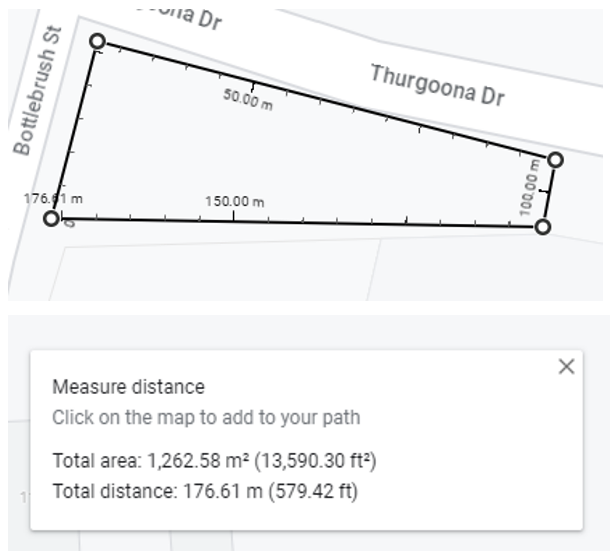 Dr
Bottlebrush St
Thurgoona Dr
50.00 m
100.00 m
176.61 m
150.00 m
0
Measure distance
Click on the map to add to your path
Total area: 1,262.58 m² (13,590.30 ft²)
Total distance: 176.61 m (579.42 ft)